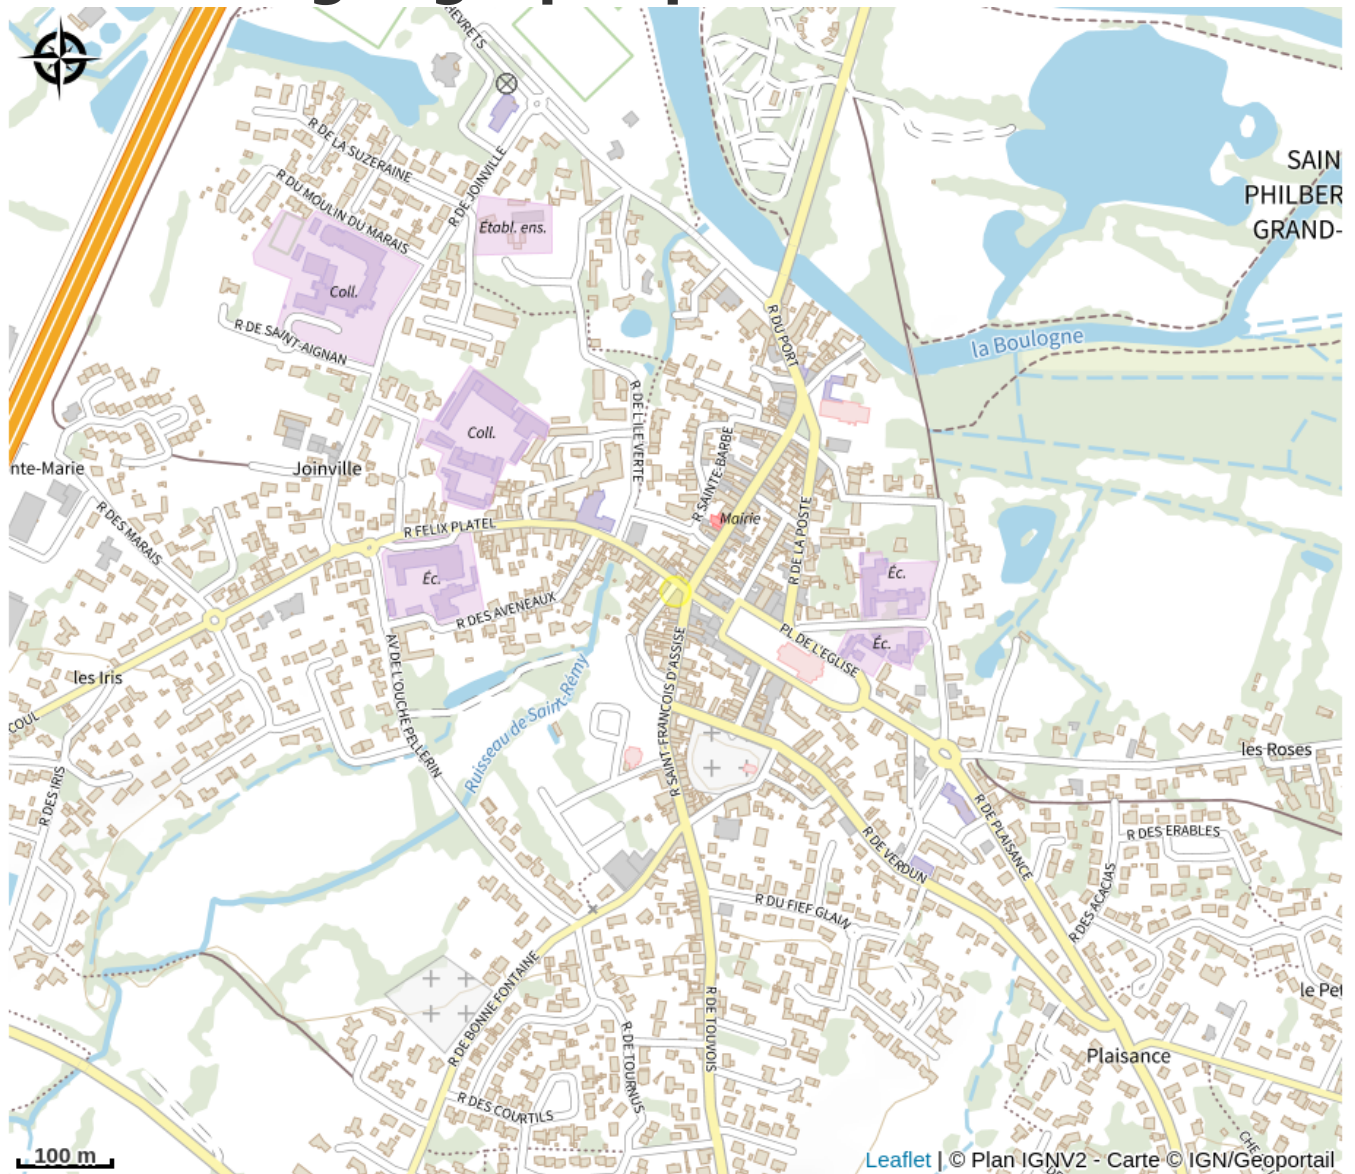 HEVRETS
R DE LA SUZERAINE
R DU MOULIN DU MARAIS
R DE JOINVILLE
Établ. ens.
Coll.
R DE SAINT-AIGNAN
SAIN
PHILBER
GRAND-
R DU PORT
la Boulogne
Coll.
R DE L'ILE VERTE
R SAINTE-BARBE
Mairie
R DE LA POSTE
nte-Marie
Joinville
R DES MARAIS
R FELIX PLATEL
Éc.
R DES AVENEAUX
Éc.
Éc.
PL DE L'EGLISE
les Iris
COUL
AV DE L'OUCHE PELLERIN
Ruisseau de Saint-Rémy
R SAINT-FRANCOIS D'ASSISE
les Roses
R DES IRIS
R DE PLAISANCE
R DES ERABLES
R DE VERDUN
R DES ACACIAS
R DU FIEF GLAIN
R DE BONNE FONTAINE
R DE TOUVOIS
le Pet
R DE TOURNUS
Plaisance
R DES COURTILS
CHE
100 m
Leaflet | © Plan IGNV2 - Carte © IGN/Geoportail